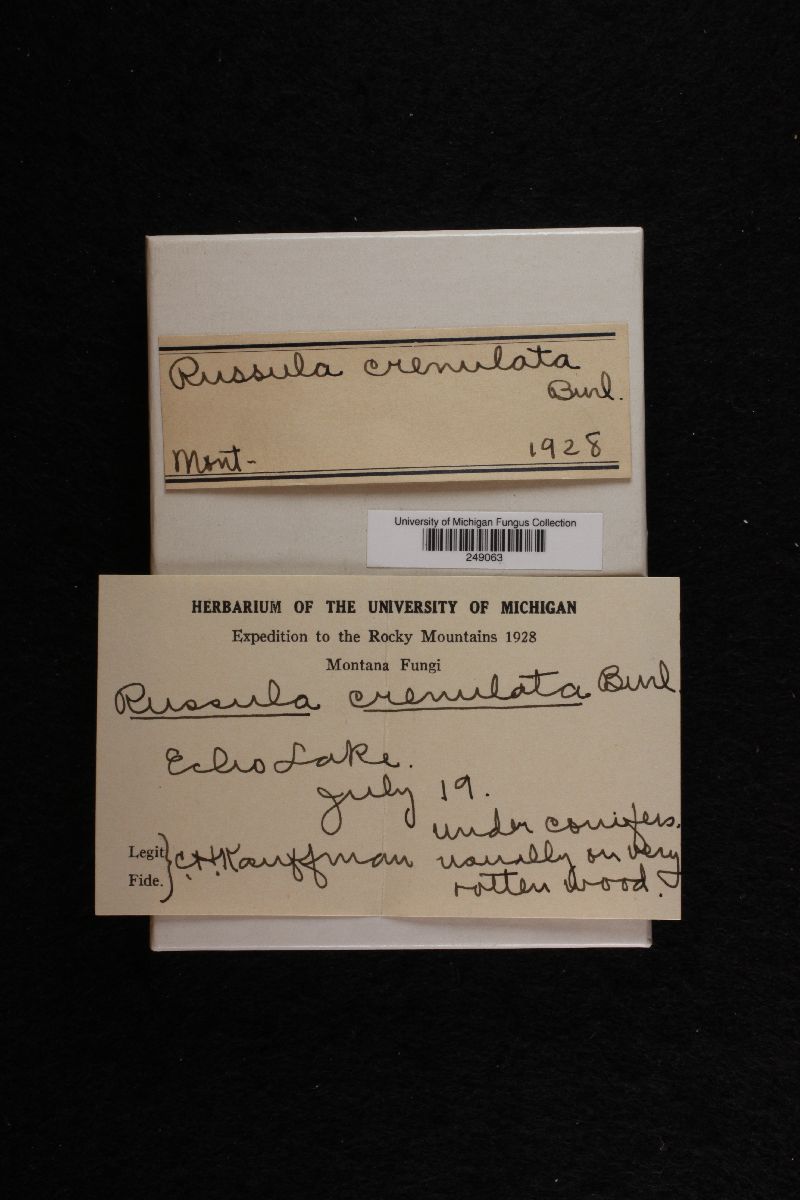 Russula crenulata
Burl.
Mont- 1928
University of Michigan Fungus Collection
249063
HERBARIUM OF THE UNIVERSITY OF MICHIGAN
Expedition to the Rocky Mountains 1928
Montana Fungi
Russula crenulata Burl.
Echo Lake.
July 19.
under conifers.
Legit } C.H. Kauffman usually on very
Fide. rotten wood.